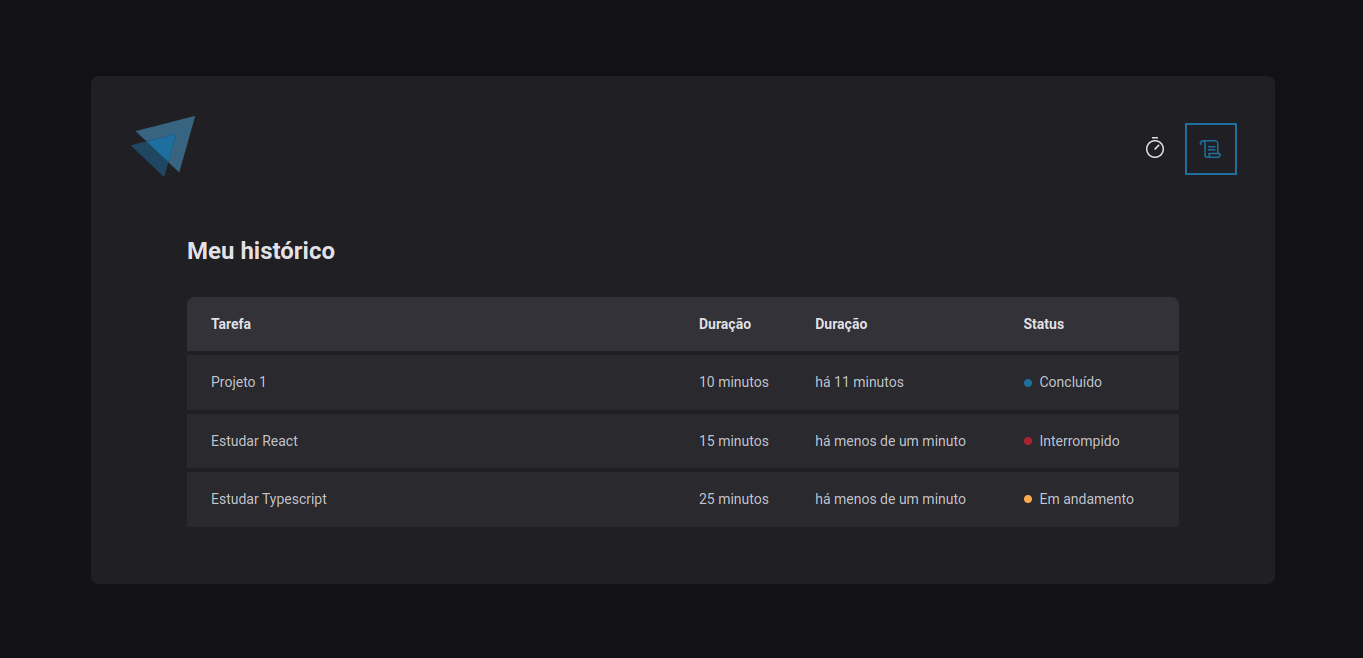 Meu histórico
Tarefa Duração Duração Status
Projeto 1 10 minutos há 11 minutos Concluído
Estudar React 15 minutos há menos de um minuto Interrompido
Estudar Typescript 25 minutos há menos de um minuto Em andamento